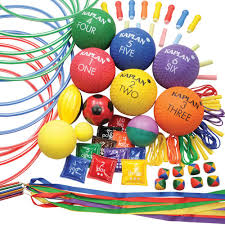 KAPLAN
4
FOUR
KAPLAN
5
FIVE
KAPLAN
6
SIX
KAPLAN
1
ONE
KAPLAN
2
TWO
KAPLAN
3
THREE